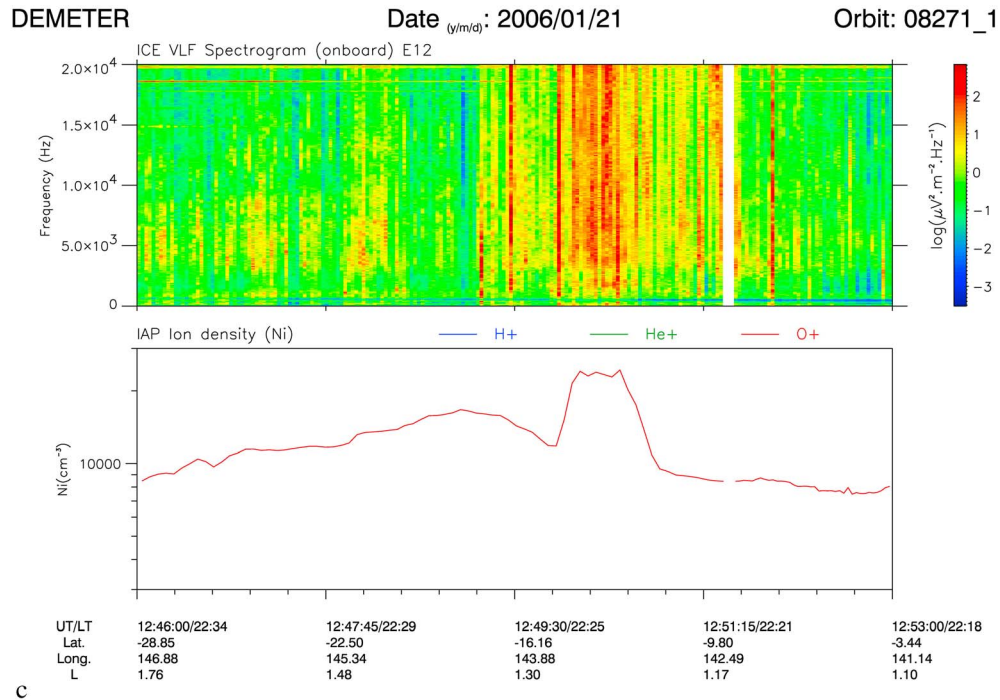 DEMETER Date (y/m/d): 2006/01/21 Orbit: 08271_1
ICE VLF Spectrogram (onboard) E12
2.0×10⁴
1.5×10⁴
1.0×10⁴
5.0×10³
0
Frequency (Hz)
2
1
0
−1
−2
−3
log(μV².m⁻².Hz⁻¹)
IAP Ion density (Ni) H+ He+ O+
10000
Ni(cm⁻³)
UT/LT 12:46:00/22:34 12:47:45/22:29 12:49:30/22:25 12:51:15/22:21 12:53:00/22:18
Lat. -28.85 -22.50 -16.16 -9.80 -3.44
Long. 146.88 145.34 143.88 142.49 141.14
L 1.76 1.48 1.30 1.17 1.10
c